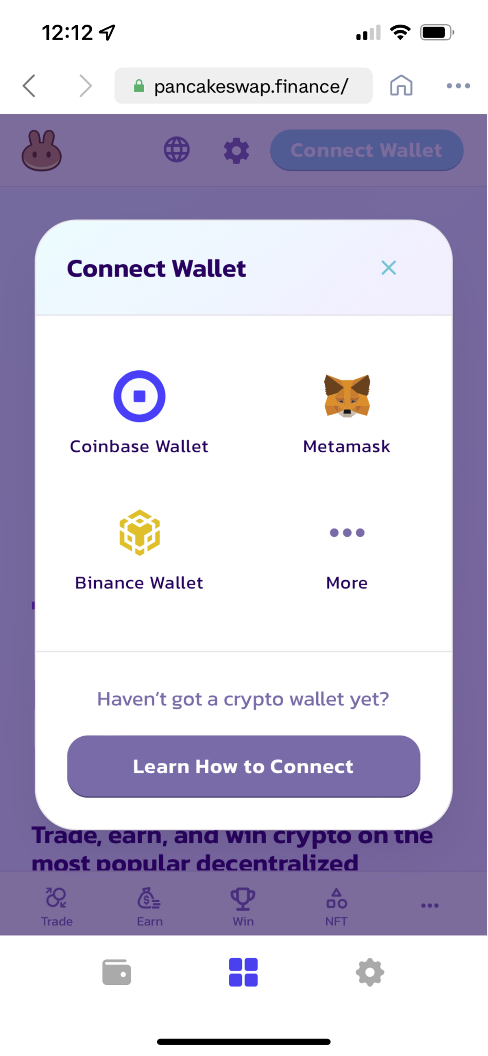 12:12
pancakeswap.finance/
Connect Wallet
Connect Wallet
Coinbase Wallet
Metamask
Binance Wallet
More
Haven't got a crypto wallet yet?
Learn How to Connect
Trade, earn, and win crypto on the
most popular decentralized
Trade
Earn
Win
NFT